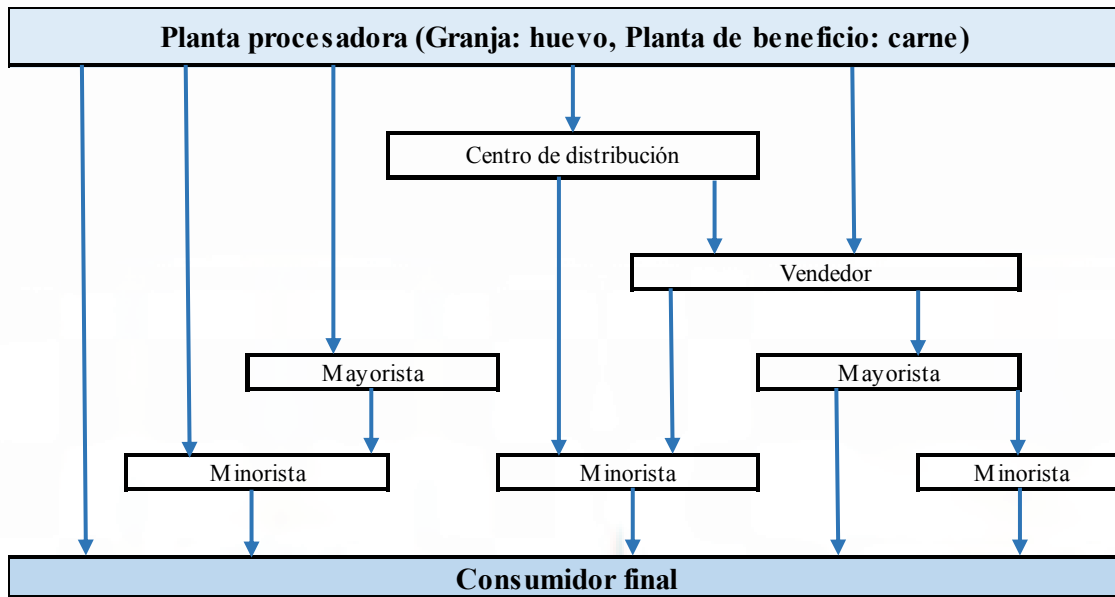 Planta procesadora (Granja: huevo, Planta de beneficio: carne)
Centro de distribución
Vendedor
Mayorista
Mayorista
Minorista
Minorista
Minorista
Consumidor final